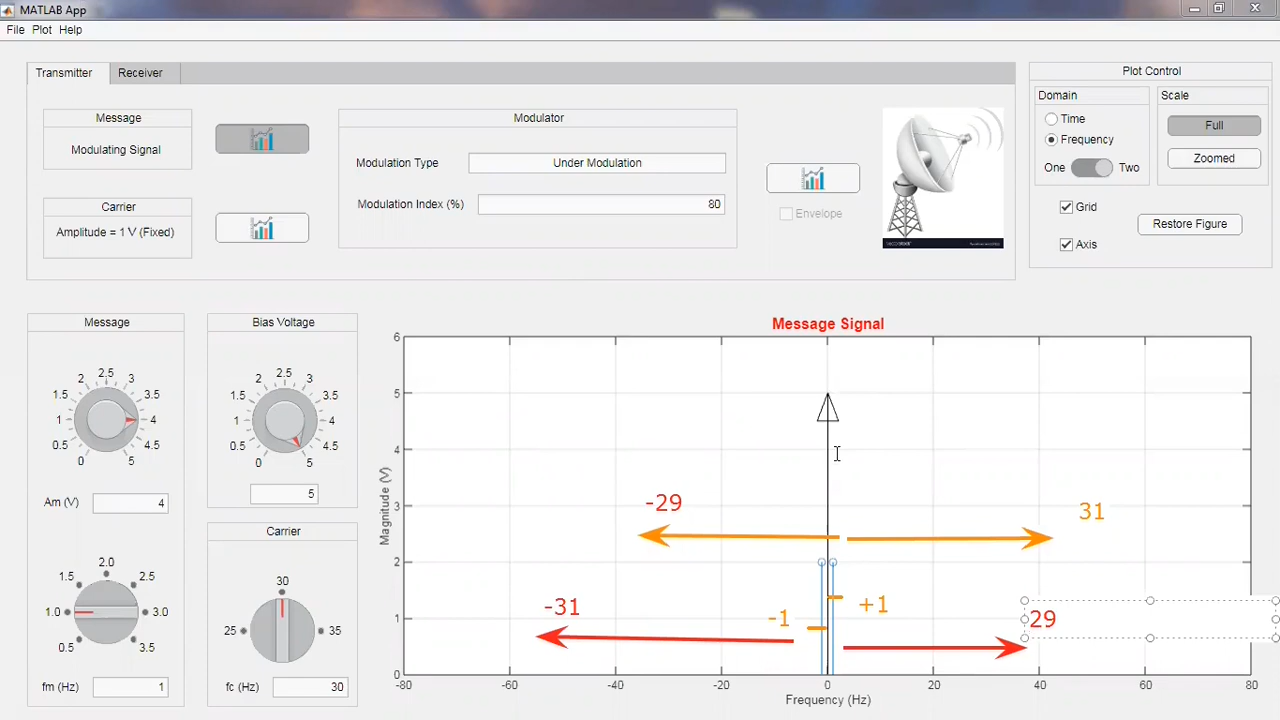 MATLAB App
File Plot Help
Transmitter Receiver
Message
Modulating Signal
Carrier
Amplitude = 1 V (Fixed)
Modulator
Modulation Type Under Modulation
Modulation Index (%) 80
Envelope
Plot Control
Domain
Time
Frequency
One Two
Scale
Full
Zoomed
Grid
Axis
Restore Figure
Message
0 0.5 1 1.5 2 2.5 3 3.5 4 4.5 5
Am (V) 4
0.5 1.0 1.5 2.0 2.5 3.0 3.5
fm (Hz) 1
Bias Voltage
0 0.5 1 1.5 2 2.5 3 3.5 4 4.5 5
5
Carrier
25 30 35
fc (Hz) 30
Message Signal
Magnitude (V)
6
5
4
3
2
1
0
-29
31
-31
-1
+1
29
-80 -60 -40 -20 0 20 40 60 80
Frequency (Hz)